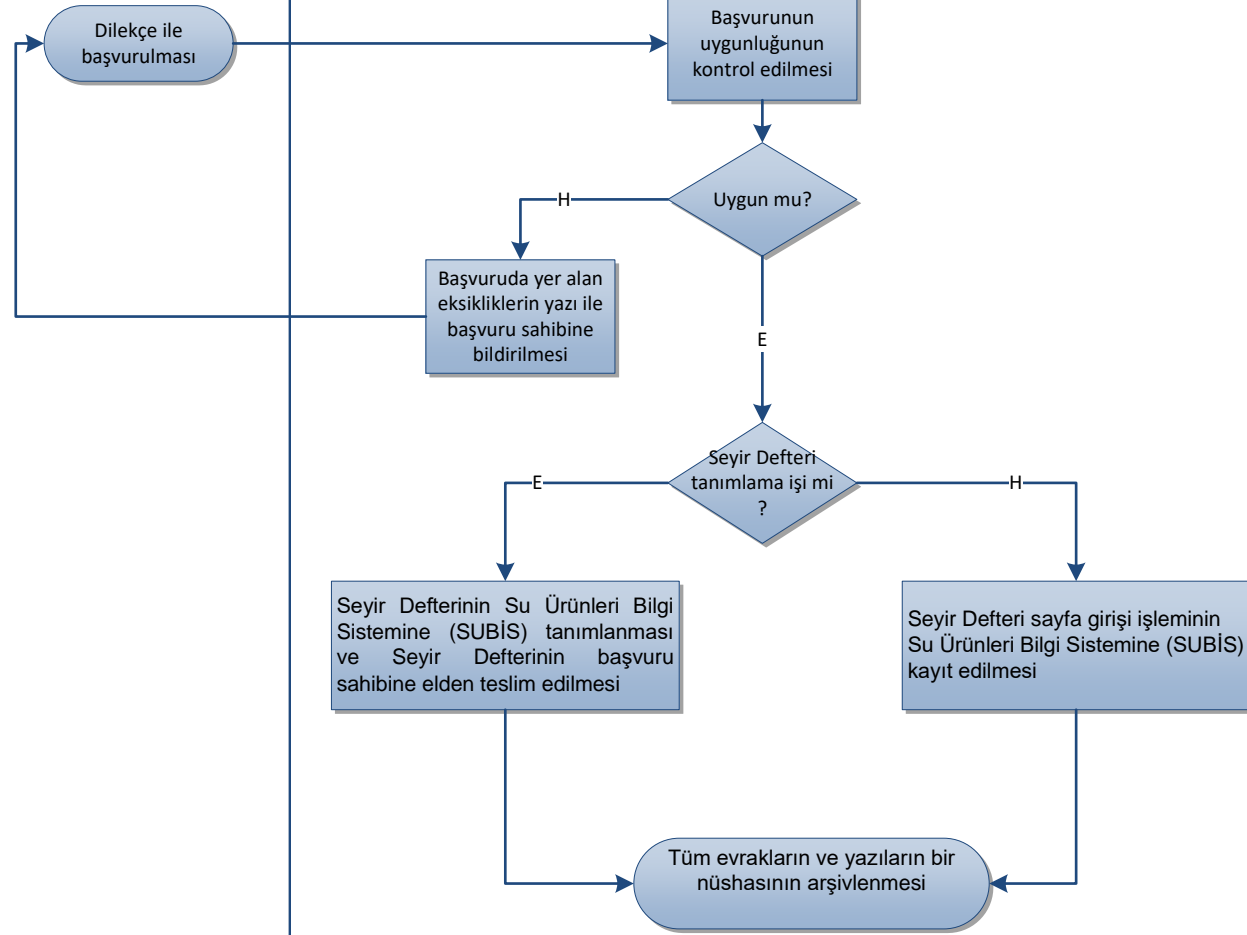 Dilekçe ile
başvurulması
Başvurunun
uygunluğunun
kontrol edilmesi
Uygun mu?
H
Başvuruda yer alan
eksikliklerin yazı ile
başvuru sahibine
bildirilmesi
E
Seyir Defteri
tanımlama işi mi
?
E
H
Seyir Defterinin Su Ürünleri Bilgi
Sistemine (SUBİS) tanımlanması
ve Seyir Defterinin başvuru
sahibine elden teslim edilmesi
Seyir Defteri sayfa girişi işleminin
Su Ürünleri Bilgi Sistemine (SUBİS)
kayıt edilmesi
Tüm evrakların ve yazıların bir
nüshasının arşivlenmesi